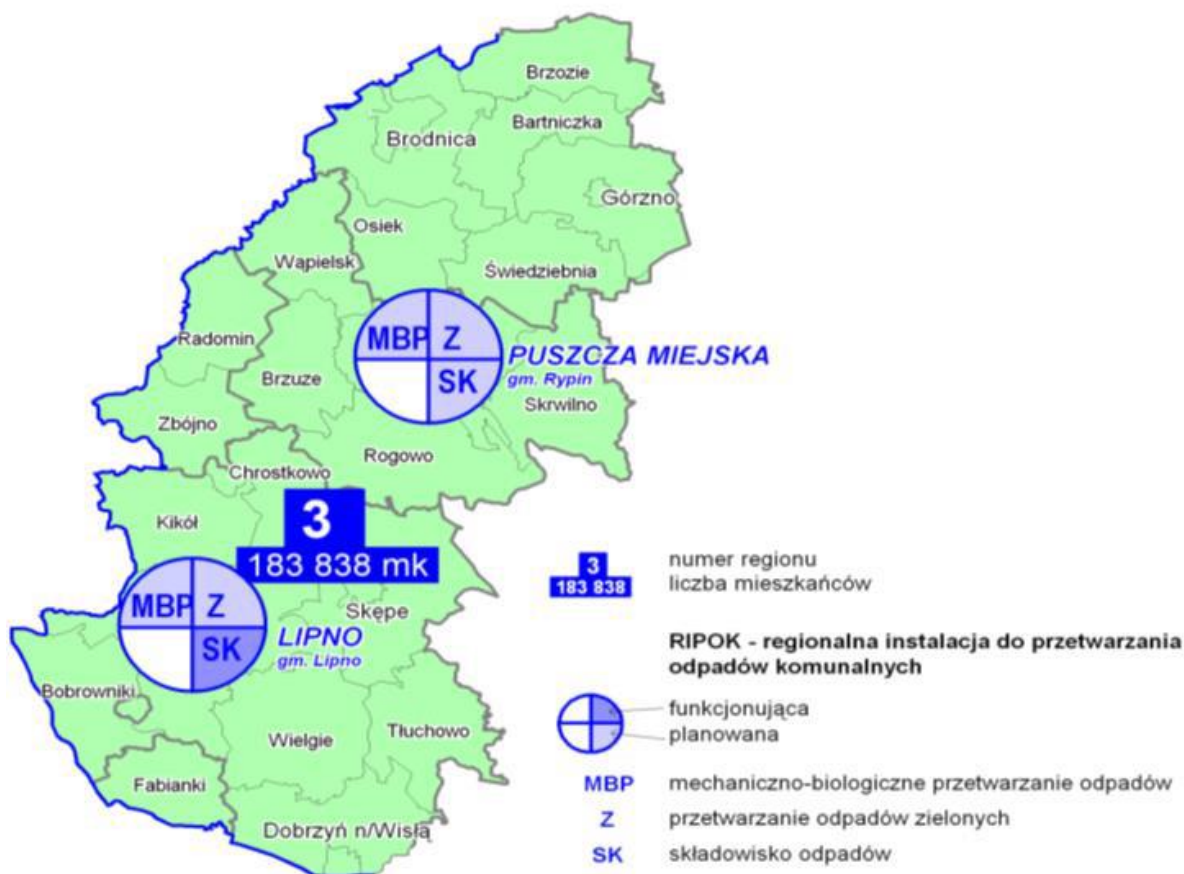 Brzozie
Bartniczka
Brodnica
Górzno
Osiek
Wąpielsk
Świedziebnia
Radomin
MBP Z
SK
PUSZCZA MIEJSKA
gm. Rypin
Brzuze
Skrwilno
Zbójno
Rogowo
Chrostkowo
Kikół
3
183 838 mk
MBP Z
SK
Skępe
LIPNO
gm. Lipno
Bobrowniki
Wielgie
Tłuchowo
Fabianki
Dobrzyń n/Wisłą
3
183 838
numer regionu
liczba mieszkańców
RIPOK - regionalna instalacja do przetwarzania
odpadów komunalnych
funkcjonująca
planowana
MBP mechaniczno-biologiczne przetwarzanie odpadów
Z przetwarzanie odpadów zielonych
SK składowisko odpadów